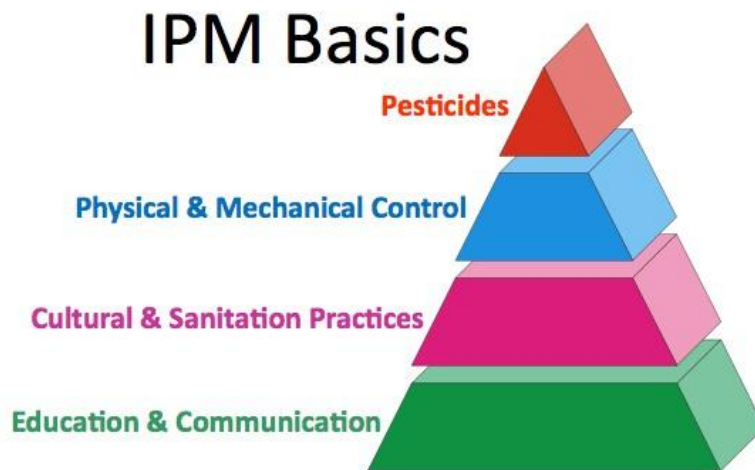 IPM Basics
Pesticides
Physical & Mechanical Control
Cultural & Sanitation Practices
Education & Communication